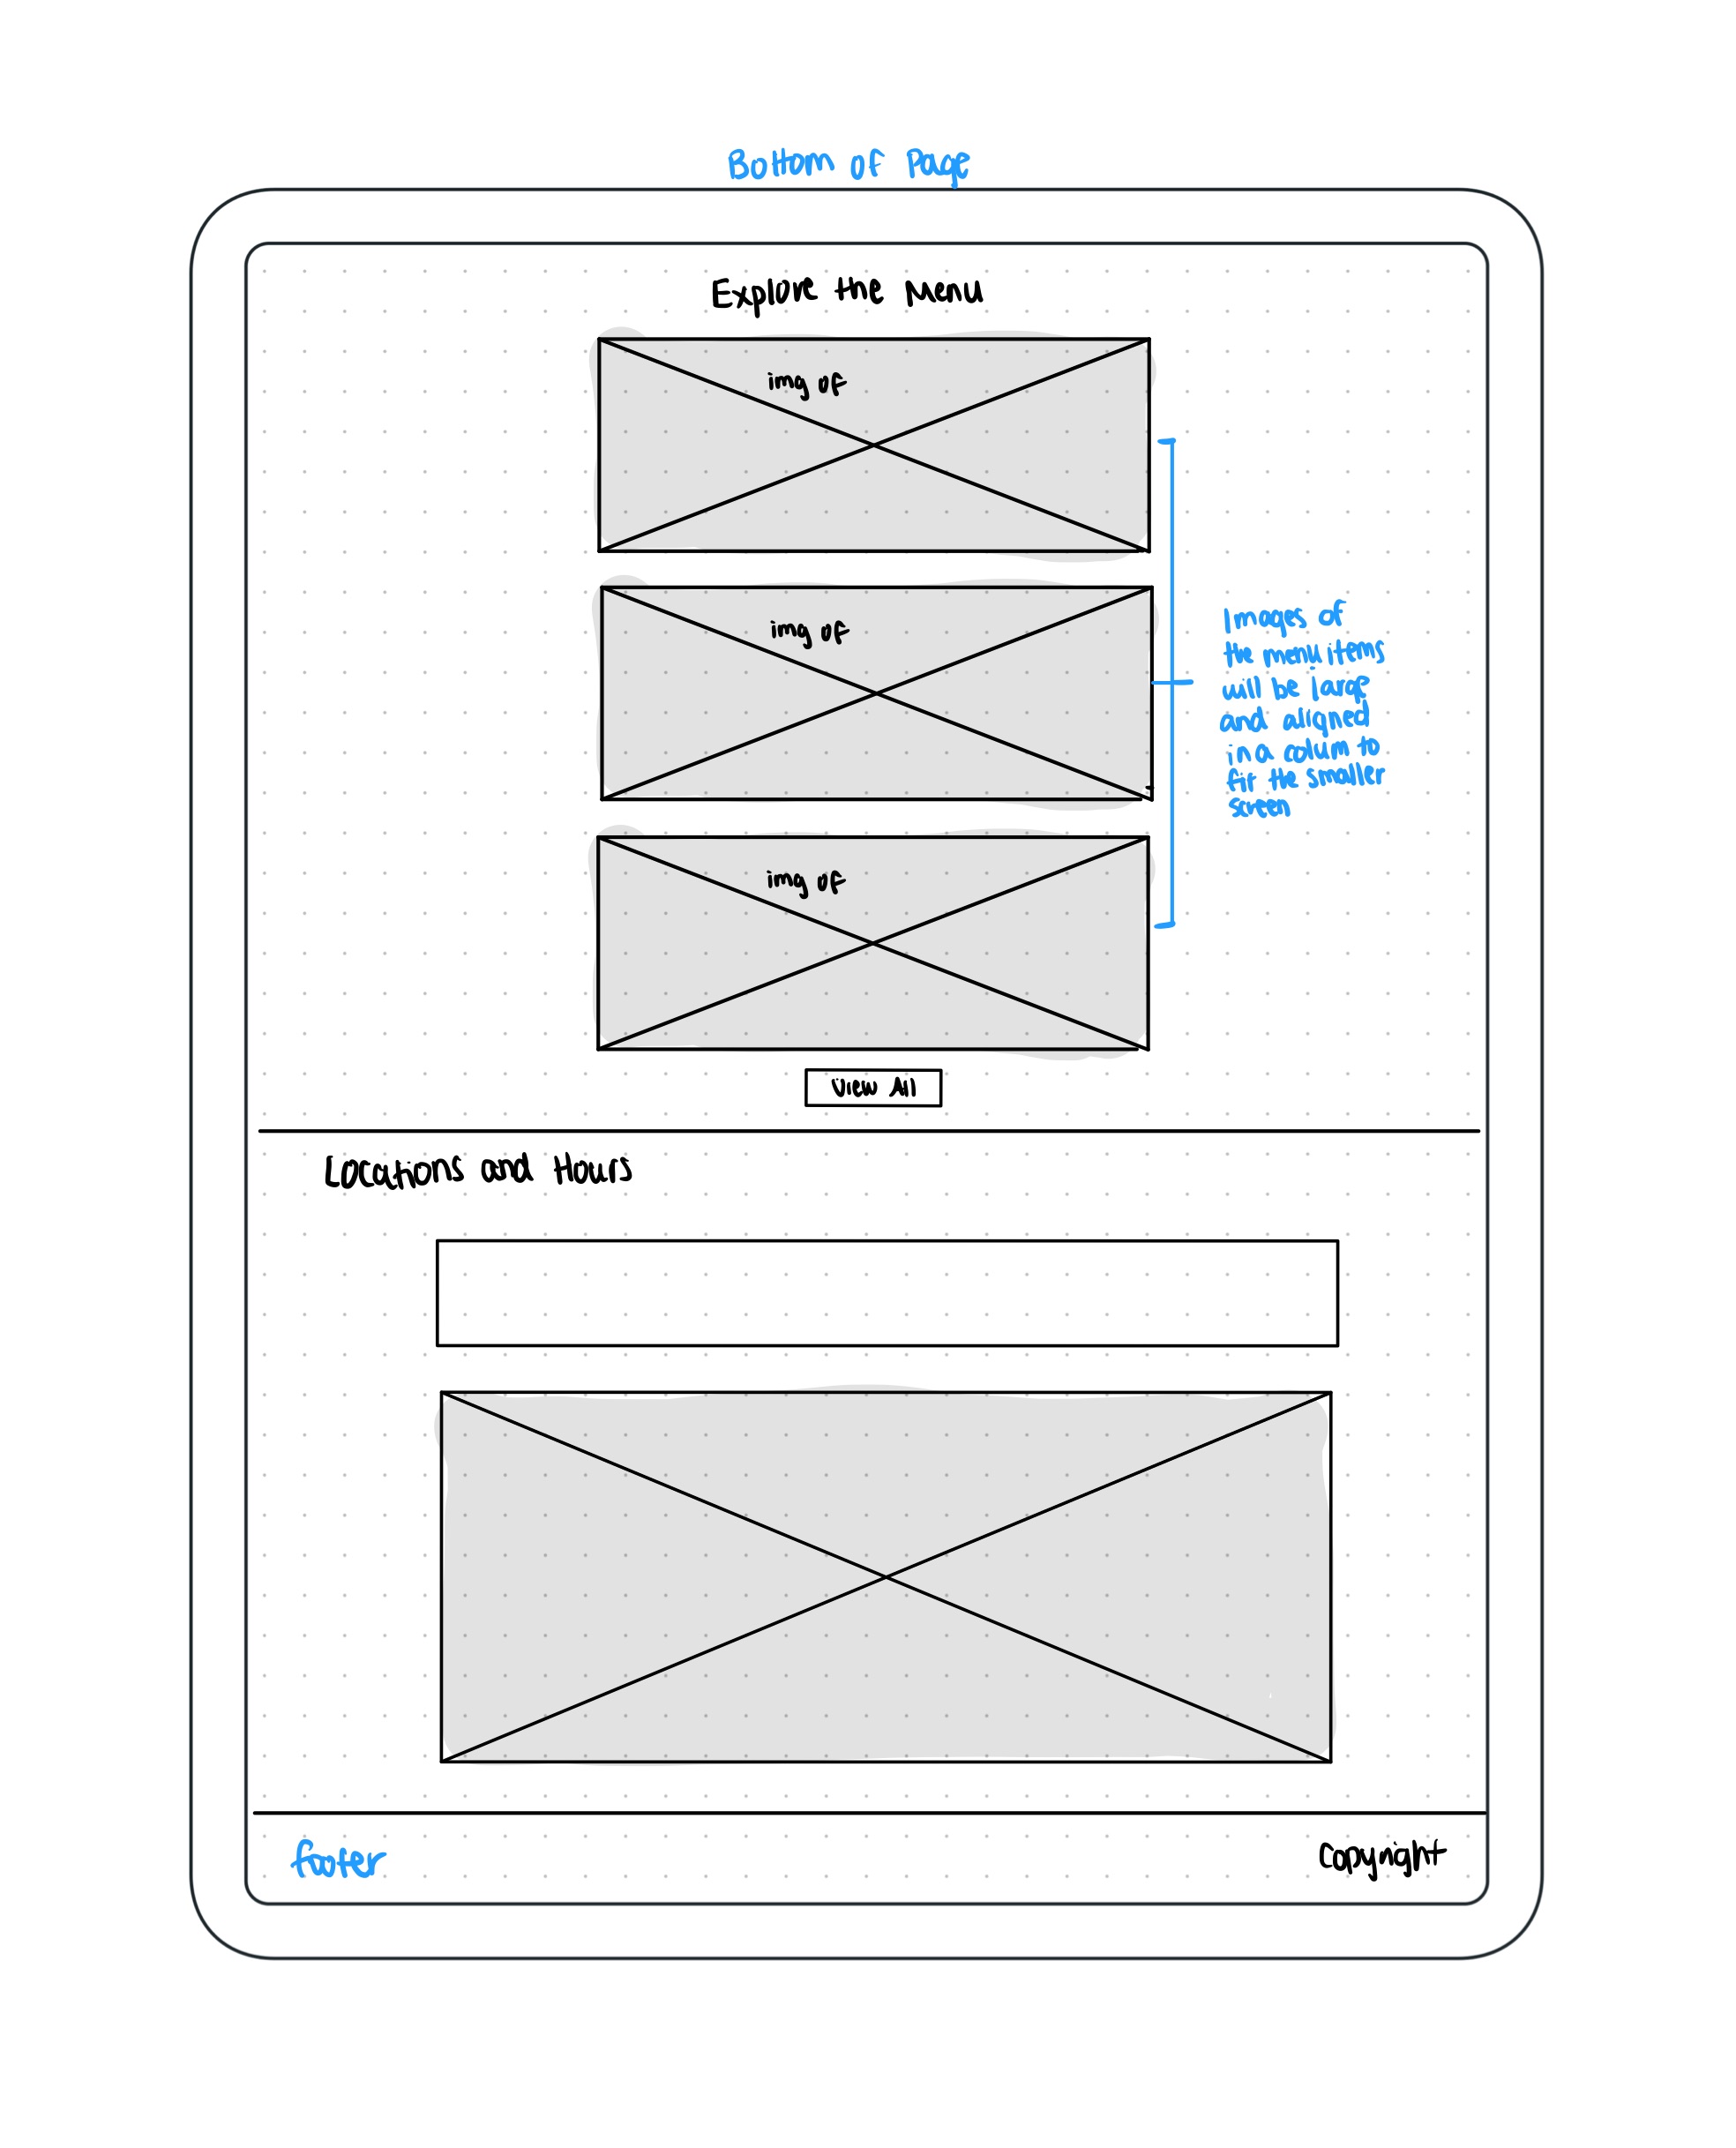 Bottom of Page
Explore the Menu
img of
img of
Images of
the menu items
will be large
and aligned
in a column to
fit the smaller
screen
img of
View All
Locations and Hours
footer
Copyright